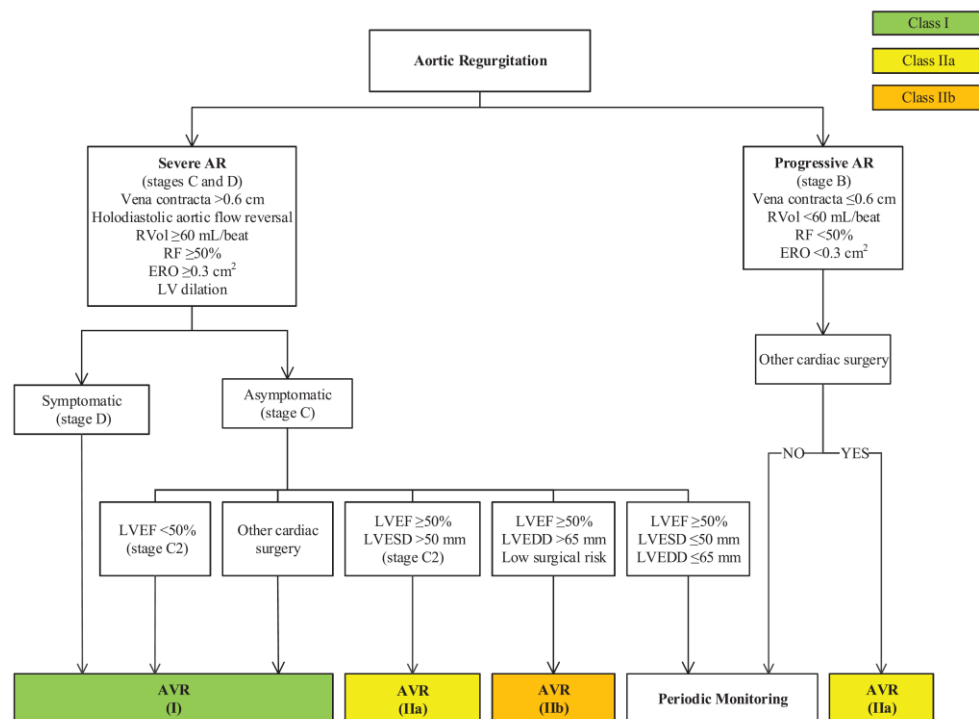 Class I
Class IIa
Class IIb
Aortic Regurgitation
Severe AR
(stages C and D)
Vena contracta >0.6 cm
Holodiastolic aortic flow reversal
RVol ≥60 mL/beat
RF ≥50%
ERO ≥0.3 cm²
LV dilation
Progressive AR
(stage B)
Vena contracta ≤0.6 cm
RVol <60 mL/beat
RF <50%
ERO <0.3 cm²
Other cardiac surgery
Symptomatic
(stage D)
Asymptomatic
(stage C)
NO
YES
LVEF <50%
(stage C2)
Other cardiac
surgery
LVEF ≥50%
LVESD >50 mm
(stage C2)
LVEF ≥50%
LVEDD >65 mm
Low surgical risk
LVEF ≥50%
LVESD ≤50 mm
LVEDD ≤65 mm
AVR
(I)
AVR
(IIa)
AVR
(IIb)
Periodic Monitoring
AVR
(IIa)